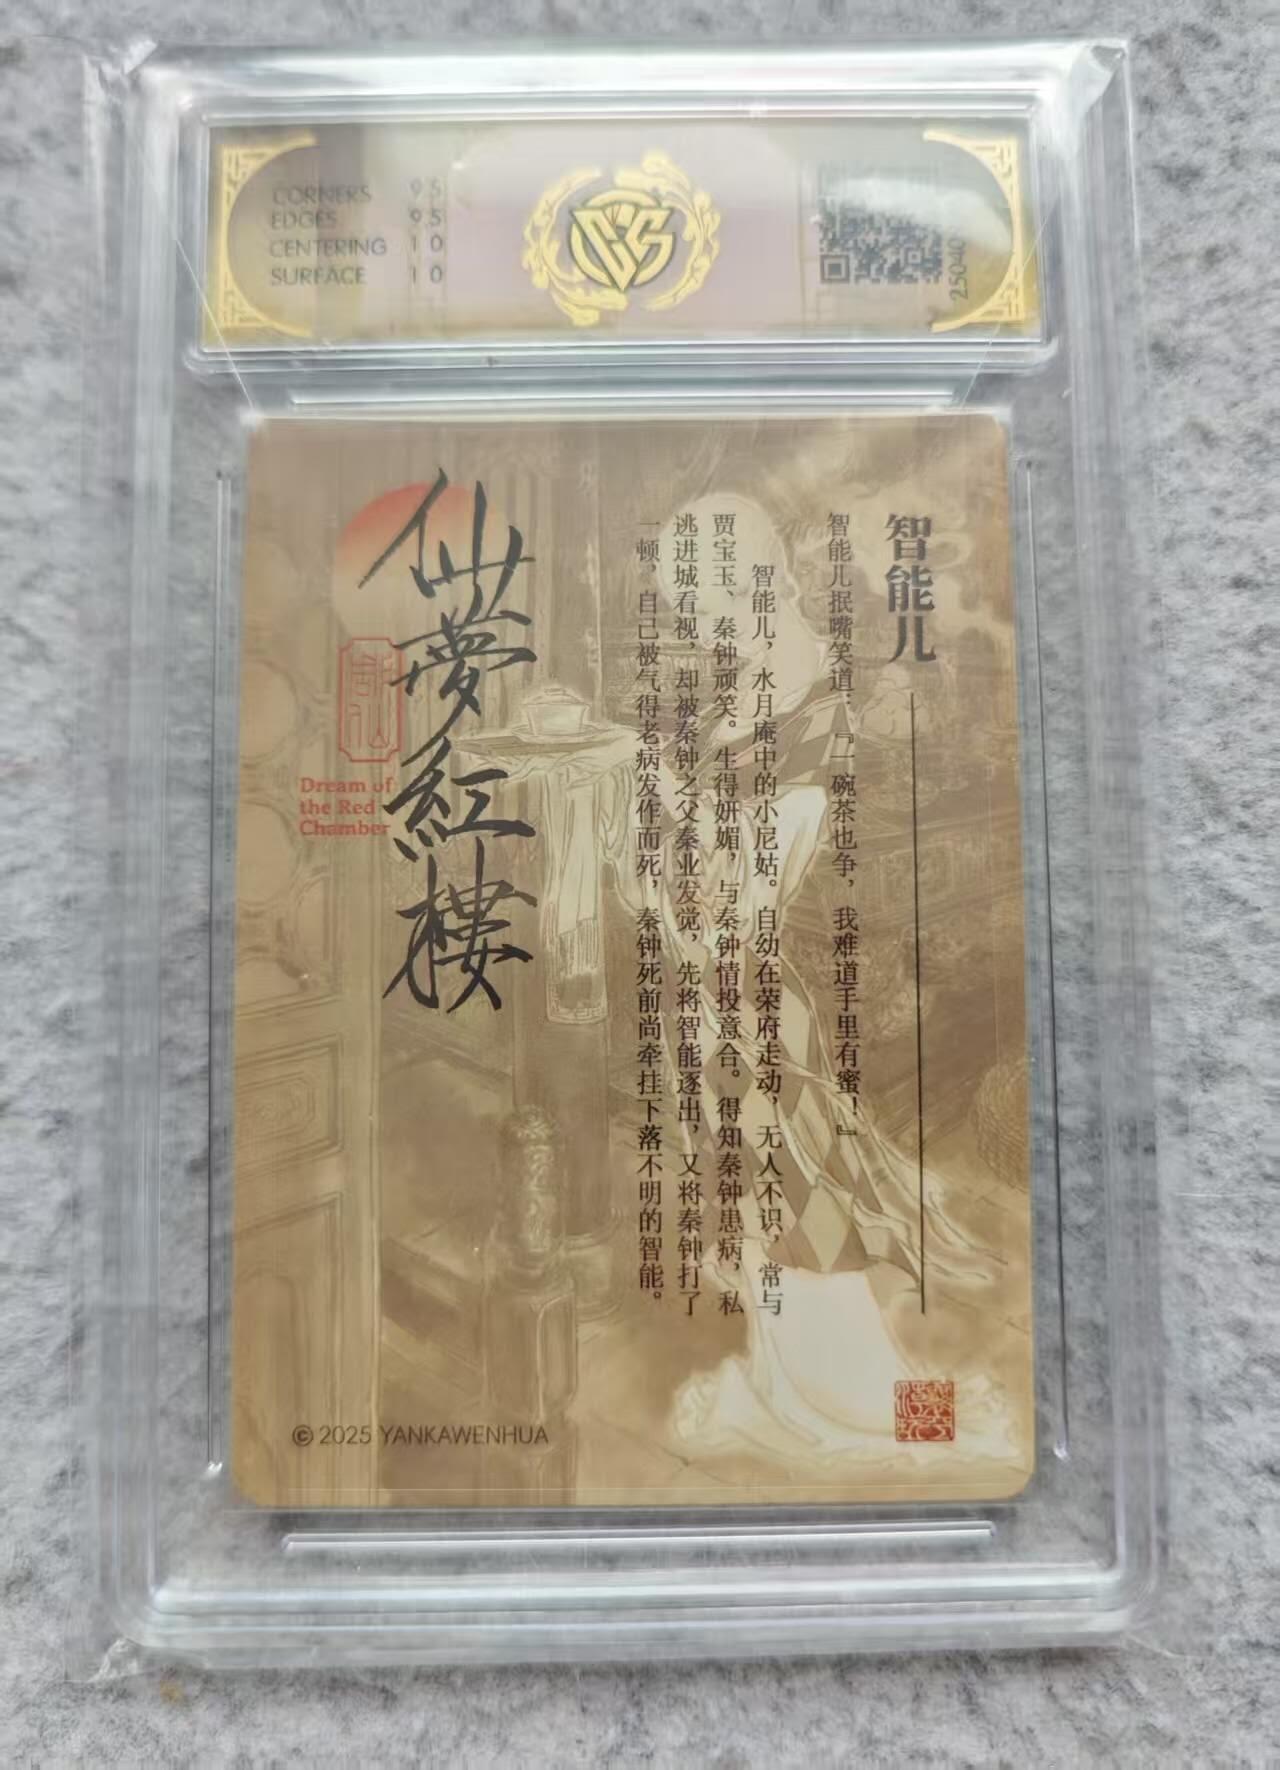 CORNERS 9.5
EDGES 9.5
CENTERING 10
SURFACE 10
智能儿
智能儿抿嘴笑道：『一碗茶也争，我难道手里有蜜！』
智能儿，水月庵中的小尼姑。自幼在荣府走动，无人不识，常与
贾宝玉、秦钟顽笑。生得妍媚，与秦钟情投意合。得知秦钟患病，私
逃进城看视，却被秦钟之父秦业发觉，先将智能逐出，又将秦钟打了
一顿，自己被气得老病发作而死，秦钟死前尚牵挂下落不明的智能。
仙夢紅樓
Dream of
the Red
Chamber
© 2025 YANKAWENHUA